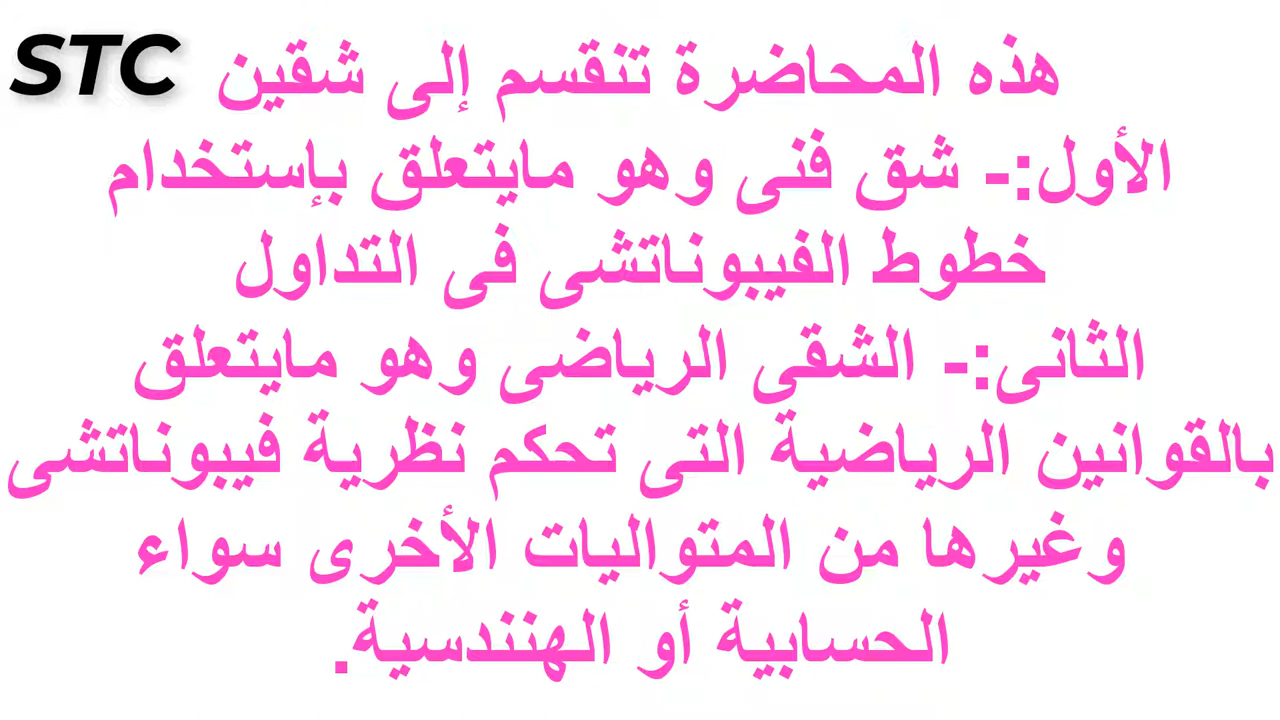 STC
هذه المحاضرة تنقسم إلى شقين
الأول:- شق فنى وهو مايتعلق بإستخدام
خطوط الفيبوناتشى فى التداول
الثانى:- الشقى الرياضى وهو مايتعلق
بالقوانين الرياضية التى تحكم نظرية فيبوناتشى
وغيرها من المتواليات الأخرى سواء
الحسابية أو الهنندسية.